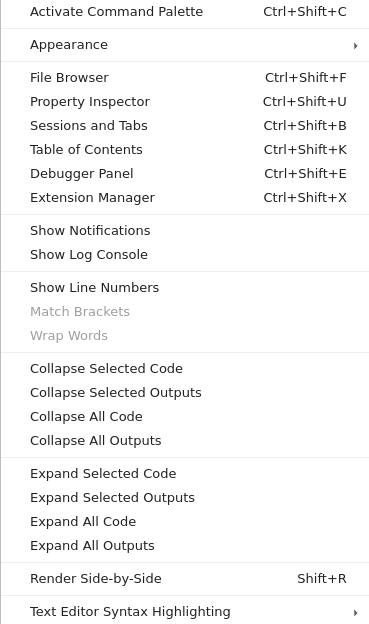 Activate Command Palette Ctrl+Shift+C
Appearance
File Browser Ctrl+Shift+F
Property Inspector Ctrl+Shift+U
Sessions and Tabs Ctrl+Shift+B
Table of Contents Ctrl+Shift+K
Debugger Panel Ctrl+Shift+E
Extension Manager Ctrl+Shift+X
Show Notifications
Show Log Console
Show Line Numbers
Match Brackets
Wrap Words
Collapse Selected Code
Collapse Selected Outputs
Collapse All Code
Collapse All Outputs
Expand Selected Code
Expand Selected Outputs
Expand All Code
Expand All Outputs
Render Side-by-Side Shift+R
Text Editor Syntax Highlighting